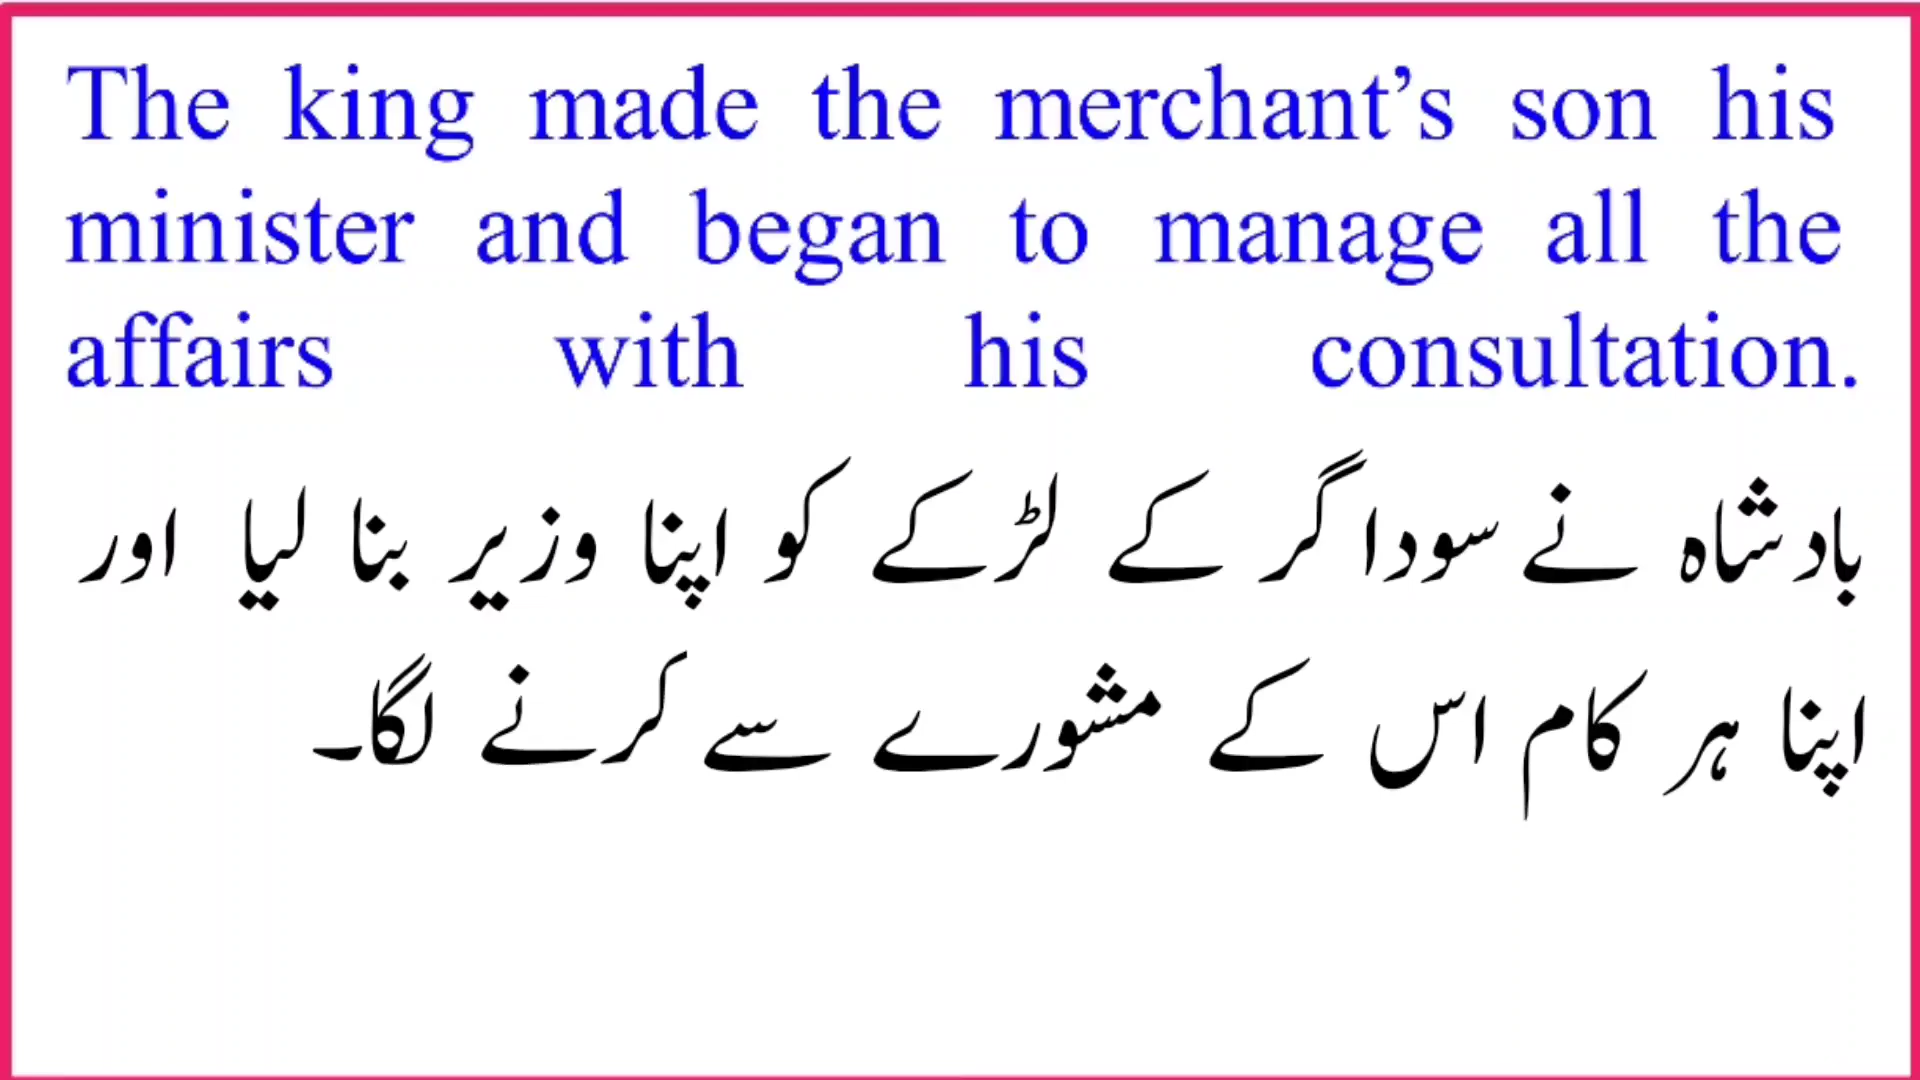 The king made the merchant’s son his
minister and began to manage all the
affairs with his consultation.
بادشاہ نے سوداگر کے لڑکے کو اپنا وزیر بنا لیا اور
اپنا ہر کام اس کے مشورے سے کرنے لگا۔